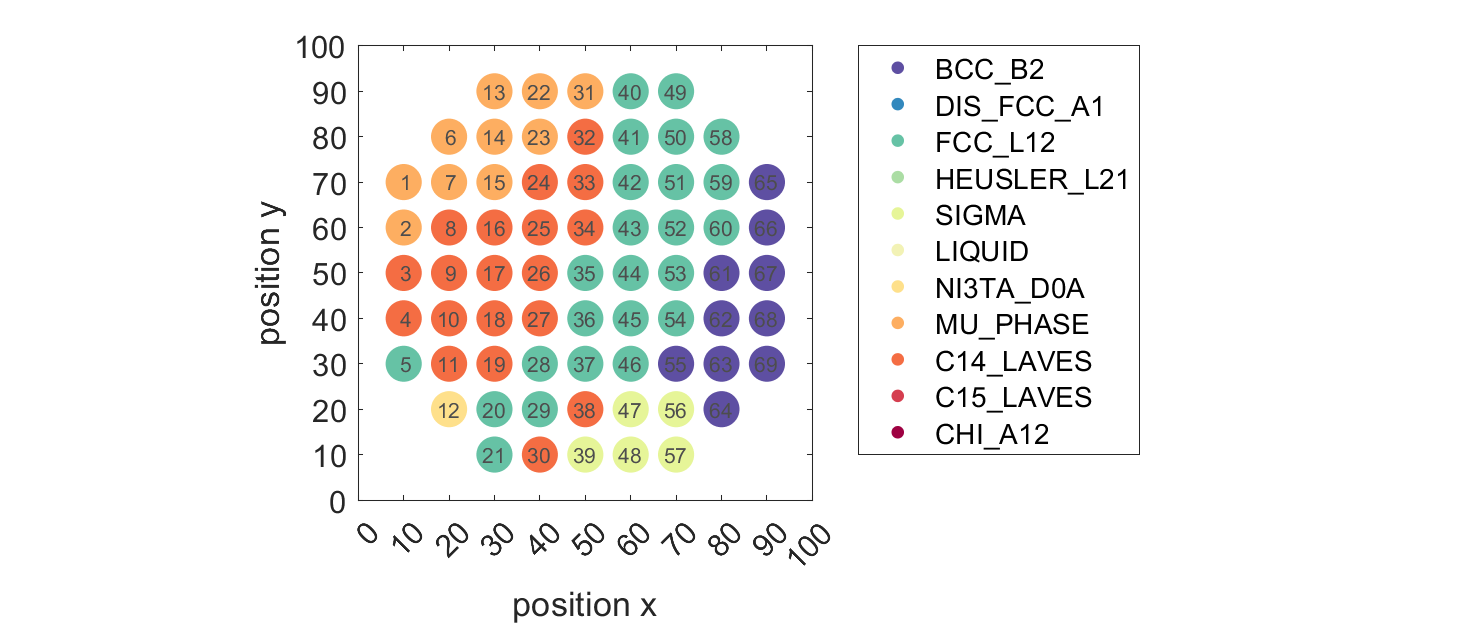 100
90
80
70
60
50
40
30
20
10
0
position y
13 22 31 40 49
6 14 23 32 41 50 58
1 7 15 24 33 42 51 59 65
2 8 16 25 34 43 52 60 66
3 9 17 26 35 44 53 61 67
4 10 18 27 36 45 54 62 68
5 11 19 28 37 46 55 63 69
12 20 29 38 47 56 64
21 30 39 48 57
0 10 20 30 40 50 60 70 80 90 100
position x
BCC_B2
DIS_FCC_A1
FCC_L12
HEUSLER_L21
SIGMA
LIQUID
NI3TA_D0A
MU_PHASE
C14_LAVES
C15_LAVES
CHI_A12